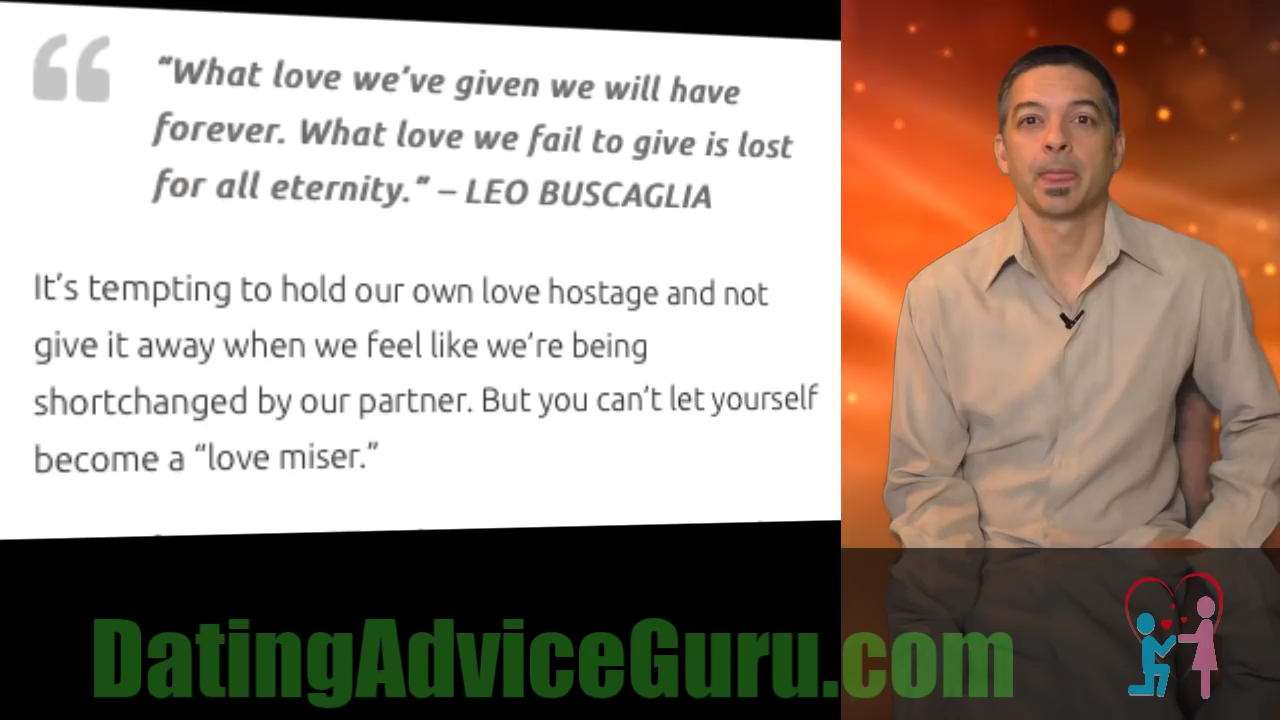 “What love we’ve given we will have
forever. What love we fail to give is lost
for all eternity.” – LEO BUSCAGLIA
It’s tempting to hold our own love hostage and not
give it away when we feel like we’re being
shortchanged by our partner. But you can’t let yourself
become a “love miser.”
DatingAdviceGuru.com